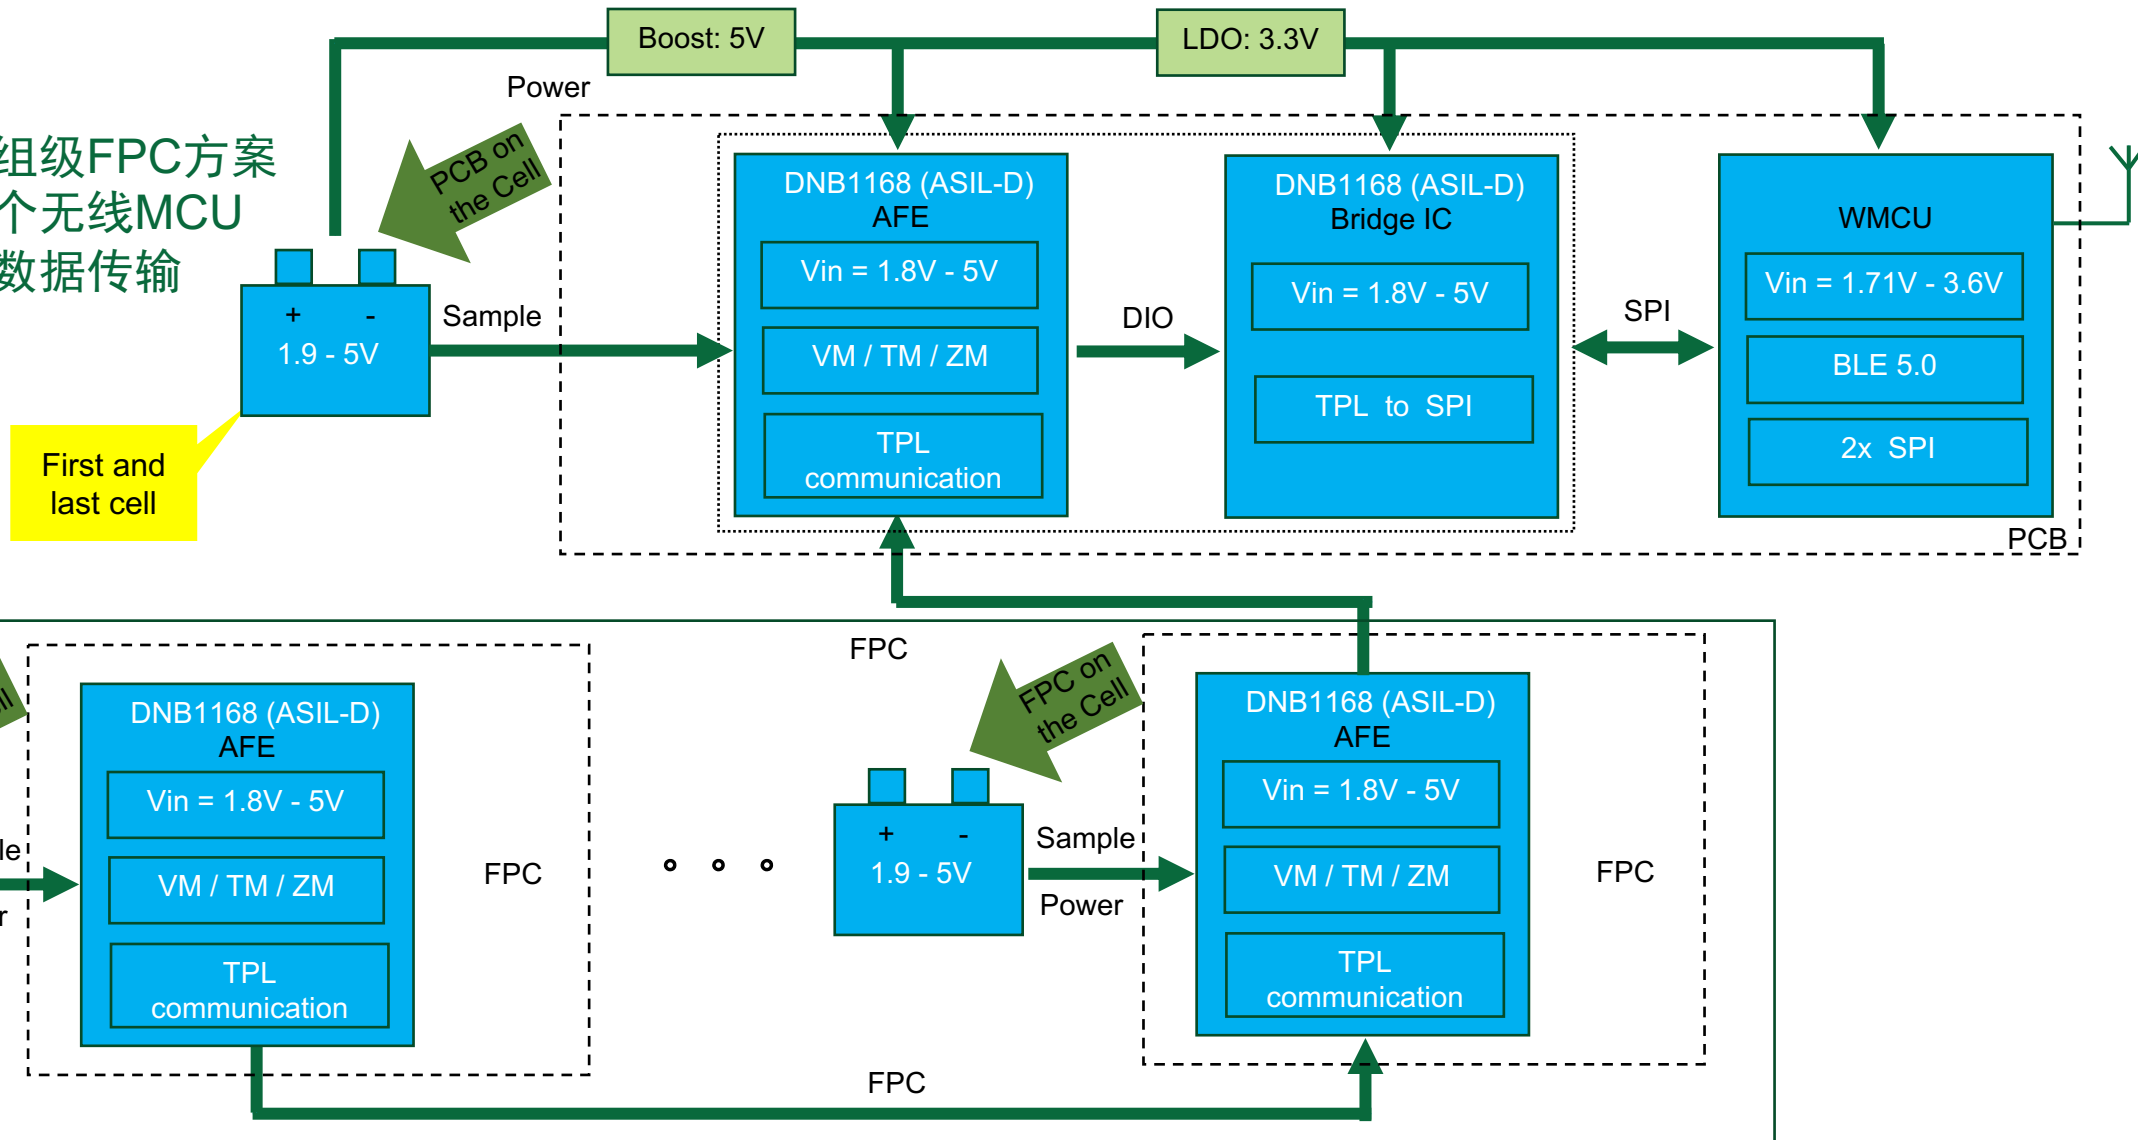 Boost: 5V
LDO: 3.3V
Power
组级FPC方案
个无线MCU
数据传输
PCB on
the Cell
+ -
1.9 - 5V
Sample
First and
last cell
DNB1168 (ASIL-D)
AFE
Vin = 1.8V - 5V
VM / TM / ZM
TPL
communication
DIO
DNB1168 (ASIL-D)
Bridge IC
Vin = 1.8V - 5V
TPL to SPI
SPI
WMCU
Vin = 1.71V - 3.6V
BLE 5.0
2x SPI
PCB
FPC
DNB1168 (ASIL-D)
AFE
Vin = 1.8V - 5V
VM / TM / ZM
TPL
communication
FPC
FPC on
the Cell
+ -
1.9 - 5V
Sample
Power
DNB1168 (ASIL-D)
AFE
Vin = 1.8V - 5V
VM / TM / ZM
TPL
communication
FPC
FPC